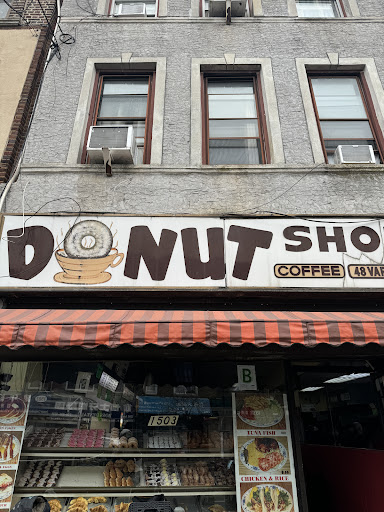 DONUT SHO
COFFEE 48 VAR
B
1503
TUNA FISH
CHICKEN & RICE